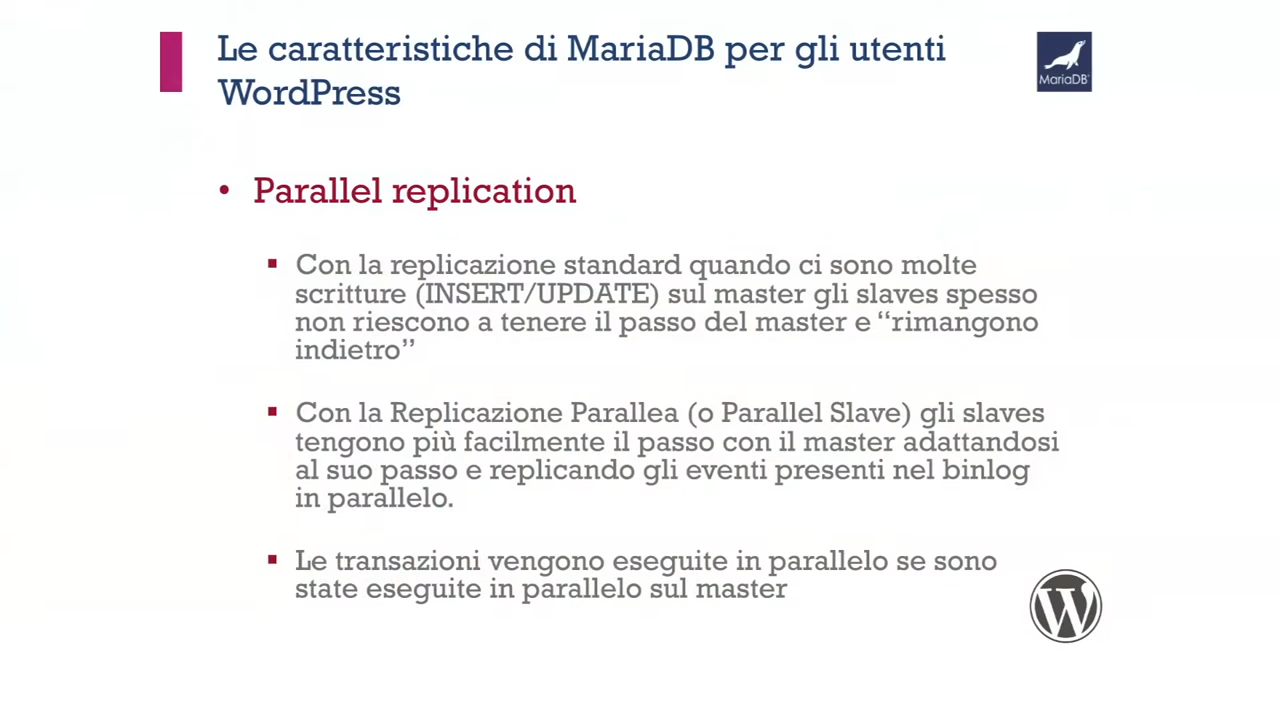 Le caratteristiche di MariaDB per gli utenti
WordPress
MariaDB
• Parallel replication
▪ Con la replicazione standard quando ci sono molte
scritture (INSERT/UPDATE) sul master gli slaves spesso
non riescono a tenere il passo del master e “rimangono
indietro”
▪ Con la Replicazione Parallea (o Parallel Slave) gli slaves
tengono più facilmente il passo con il master adattandosi
al suo passo e replicando gli eventi presenti nel binlog
in parallelo.
▪ Le transazioni vengono eseguite in parallelo se sono
state eseguite in parallelo sul master
W